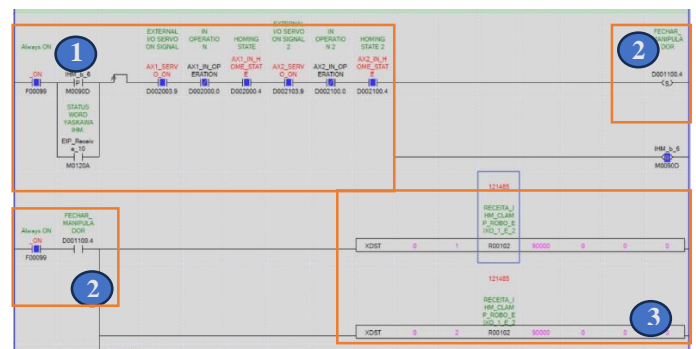 EXTERNAL
I/O SERVO
ON SIGNAL
IN
OPERATIO
N
HOMING
STATE
EXTERNAL
I/O SERVO
ON SIGNAL
2
IN
OPERATIO
N 2
HOMING
STATE 2
FECHAR_
MANIPULA
DOR
Always ON
1
2
AX1_SERV
O_ON
AX1_IN_OP
ERATION
AX1_IN_H
OME_STAT
E
AX2_SERV
O_ON
AX2_IN_OP
ERATION
AX2_IN_H
OME_STAT
E
_ON
IHM_b_6
P
D001100.4
S
F00099
M0090D
D002003.9
D002000.0
D002000.4
D002103.9
D002100.0
D002100.4
STATUS
WORD
YASKAWA
IHM
EIP_Receiv
e_10
M0120A
IHM_b_6
M0090D
121485
FECHAR_
MANIPULA
DOR
Always ON
_ON
D001100.4
F00099
2
RECEITA_I
HM_CLAM
P_ROBO_E
IXO_1_E_2
XDST 0 1 R00102 90000 0 0 0
121485
RECEITA_I
HM_CLAM
P_ROBO_E
IXO_1_E_2
3
XDST 0 2 R00102 90000 0 0